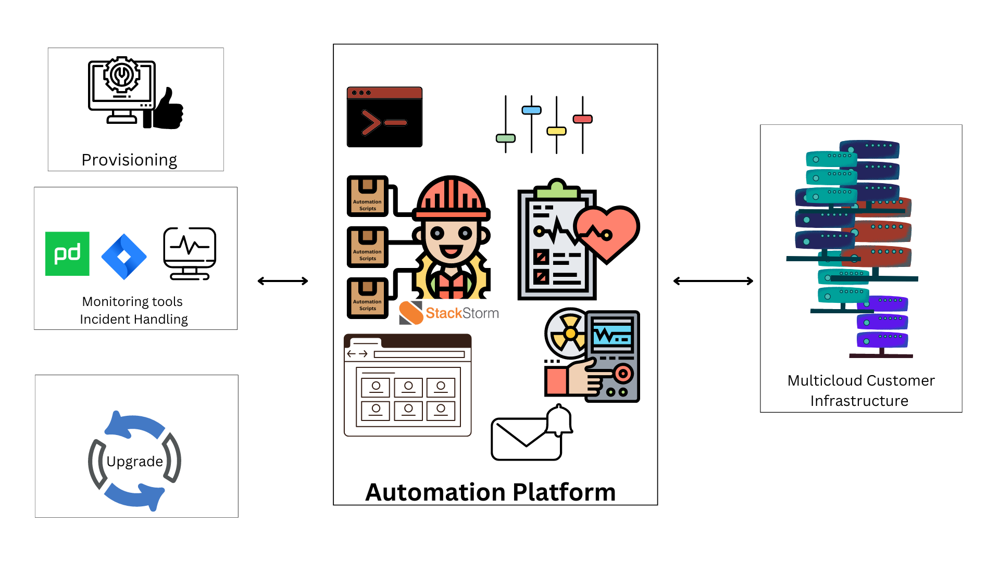 Provisioning
pd
Monitoring tools
Incident Handling
Upgrade
Automation
Scripts
Automation
Scripts
Automation
Scripts
StackStorm
Automation Platform
Multicloud Customer
Infrastructure